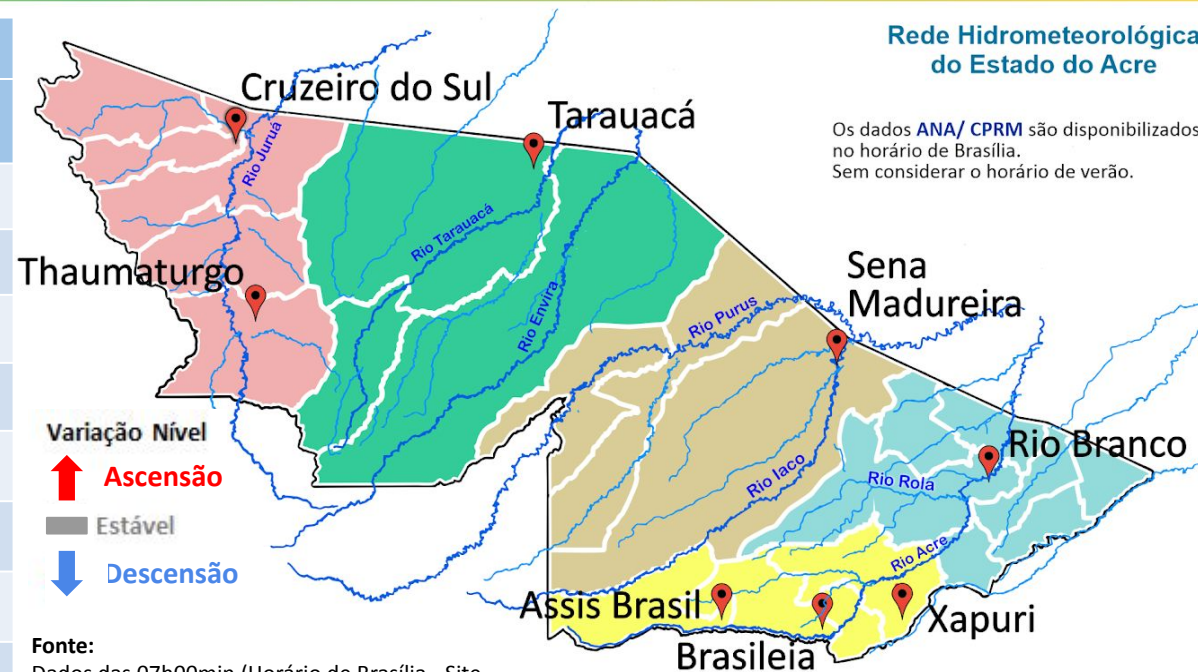 Rede Hidrometeorológica
do Estado do Acre
Os dados ANA/ CPRM são disponibilizados
no horário de Brasília.
Sem considerar o horário de verão.
Cruzeiro do Sul
Tarauacá
Rio Juruá
Rio Tarauacá
Thaumaturgo
Rio Envira
Rio Purus
Sena
Madureira
Rio Branco
Rio Iaco
Rio Rola
Rio Acre
Assis Brasil
Brasileia
Xapuri
Variação Nível
Ascensão
Estável
Descensão
Fonte: